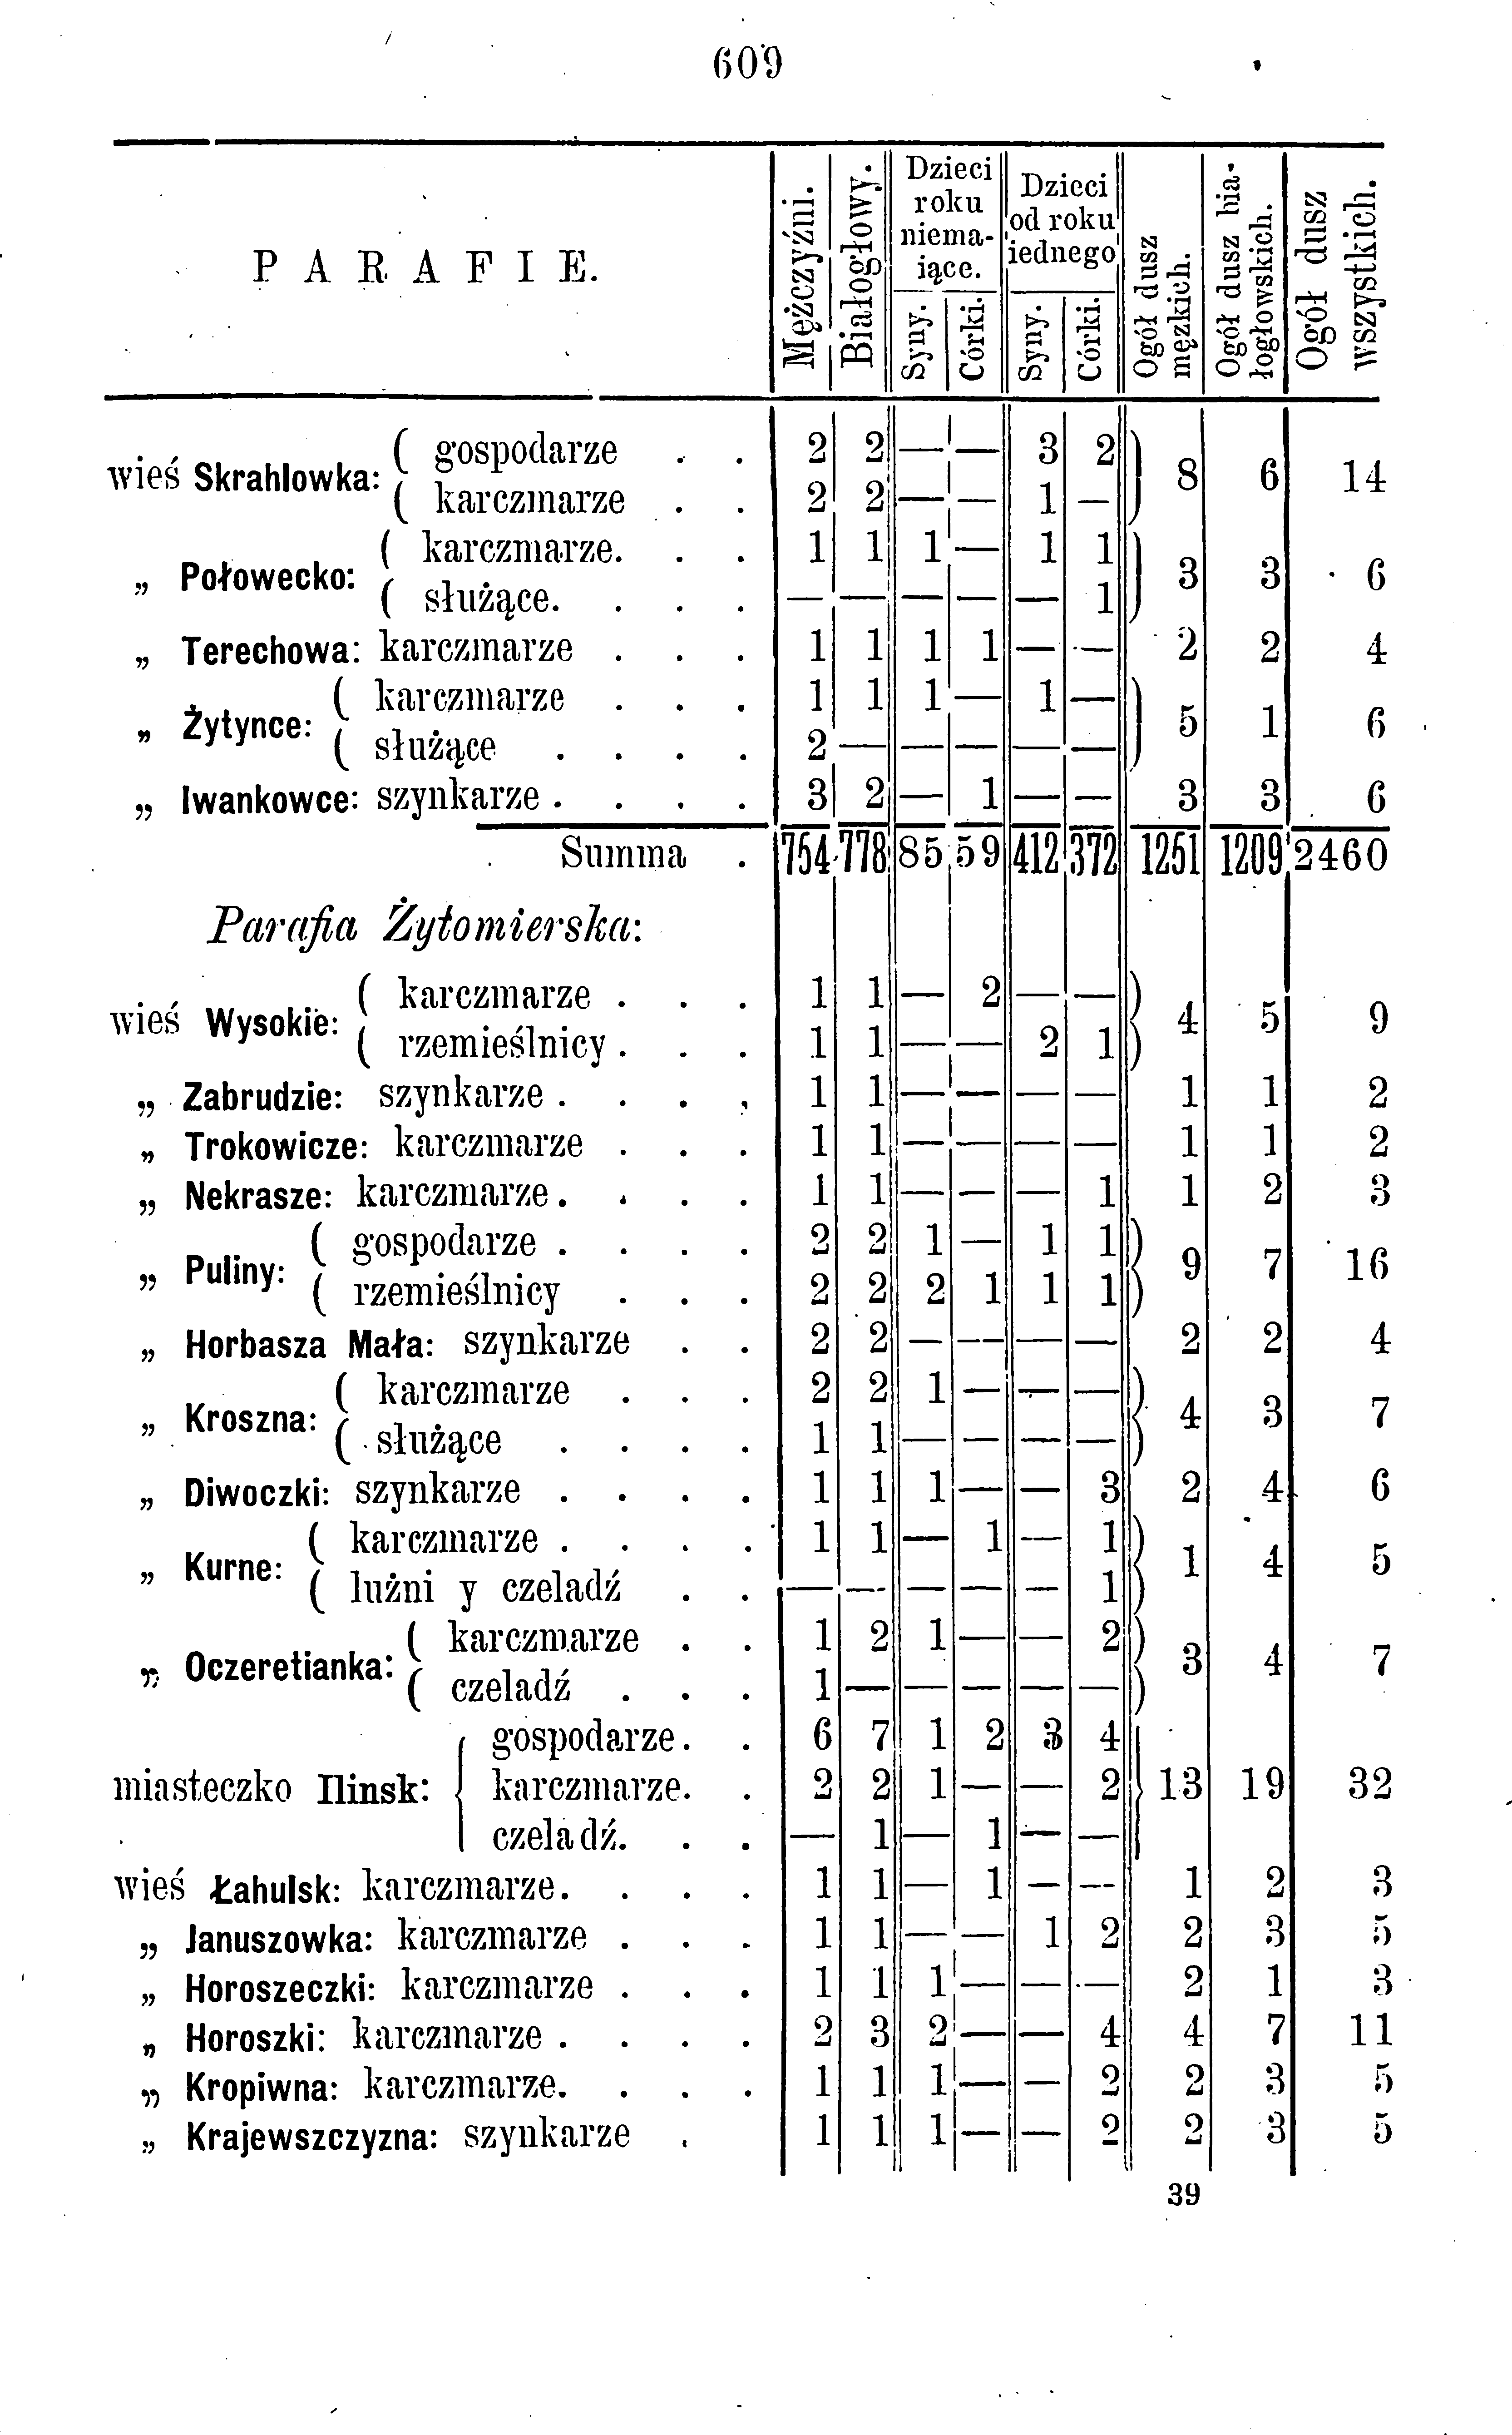 609
PARAFIE. Mężczyźni. Białogłowy. Dzieci roku niemaiące. Syny. Córki. Dzieci od roku iednego Syny. Córki. Ogół dusz męzkich. Ogół dusz białogłowskich. Ogół dusz wszystkich.
wieś Skrahlowka: ( gospodarze . . 2 2 — — 3 2 ) 8 6 14
( karczmarze . . 2 2 — — 1 — )
„ Połowecko: ( karczmarze. . . 1 1 1 — 1 1 ) 3 3 6
( służące. . . . — — — — — 1 )
„ Terechowa: karczmarze . . . 1 1 1 1 — — 2 2 4
„ Żytynce: ( karczmarze . . . 1 1 1 — 1 — ) 5 1 6
( służące . . . . 2 — — — — — )
„ Iwankowce: szynkarze . . . . 3 2 — 1 — — 3 3 6
Summa . 754 778 85 59 412 372 1251 1209 2460
Parafia Żytomierska:
wieś Wysokie: ( karczmarze . . . 1 1 — 2 — — ) 4 5 9
( rzemieślnicy . . . 1 1 — — 2 1 )
„ Zabrudzie: szynkarze . . . . 1 1 — — — — 1 1 2
„ Trokowicze: karczmarze . . . 1 1 — — — — 1 1 2
„ Nekrasze: karczmarze . . . . 1 1 — — — 1 1 2 3
„ Puliny: ( gospodarze . . . . 2 2 1 — 1 1 ) 9 7 16
( rzemieślnicy . . . 2 2 2 1 1 1 )
„ Horbasza Mała: szynkarze . . 2 2 — — — — 2 2 4
„ Kroszna: ( karczmarze . . . 2 2 1 — — — ) 4 3 7
( służące . . . . 1 1 — — — — )
„ Diwoczki: szynkarze . . . . 1 1 1 — — 3 2 4 6
„ Kurne: ( karczmarze . . . . 1 1 — 1 — 1 ) 1 4 5
( luźni y czeladź . . — — — — — 1 )
„ Oczeretianka: ( karczmarze . . 1 2 1 — — 2 ) 3 4 7
( czeladź . . . 1 — — — — — )
gospodarze. . 6 7 1 2 3 4
miasteczko Ilinsk: { karczmarze. . 2 2 1 — — 2 } 13 19 32
czeladź. . . — 1 — 1 — —
wieś Łahulsk: karczmarze. . . . 1 1 — 1 — — 1 2 3
„ Januszowka: karczmarze . . . 1 1 — — 1 2 2 3 5
„ Horoszeczki: karczmarze . . . 1 1 1 — — — 2 1 3
„ Horoszki: karczmarze . . . . 2 3 2 — — 4 4 7 11
„ Kropiwna: karczmarze. . . . 1 1 1 — — 2 2 3 5
„ Krajewszczyzna: szynkarze . 1 1 1 — — 2 2 3 5
39